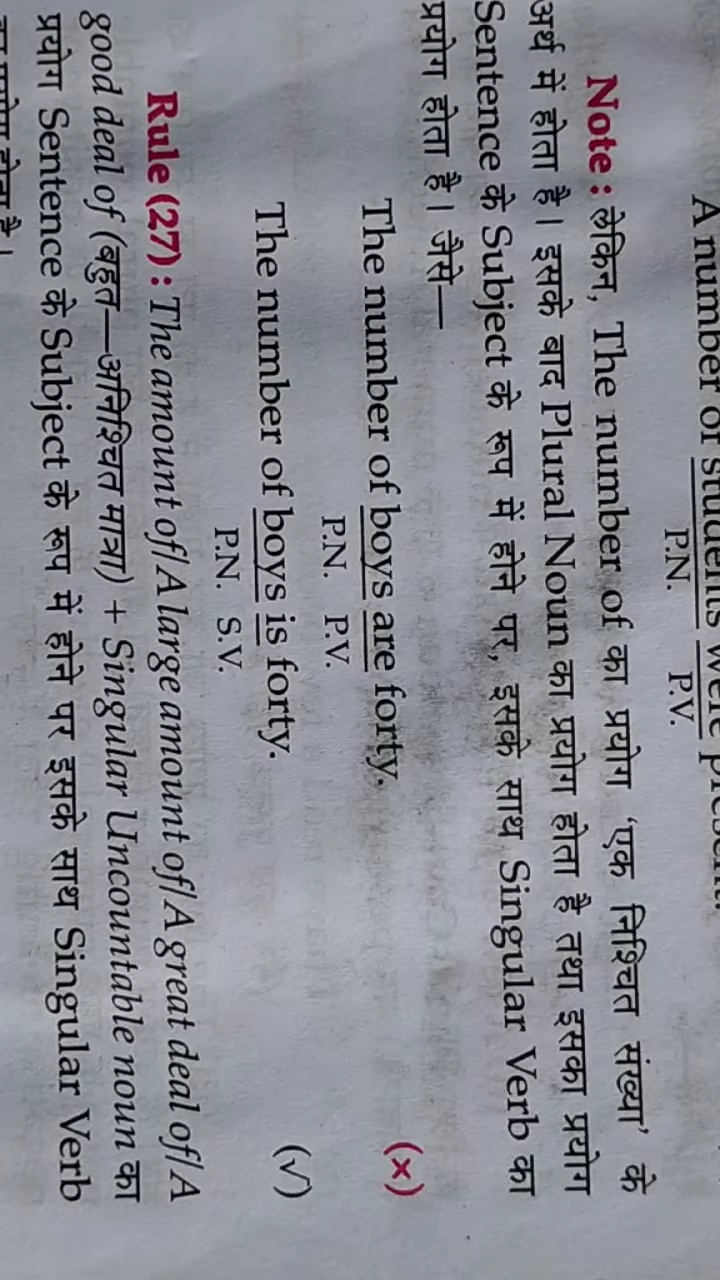 A number of students were present.
P.N. P.V.
Note : लेकिन, The number of का प्रयोग ‘एक निश्चित संख्या’ के
अर्थ में होता है। इसके बाद Plural Noun का प्रयोग होता है तथा इसका प्रयोग
Sentence के Subject के रूप में होने पर, इसके साथ Singular Verb का
प्रयोग होता है। जैसे—
The number of boys are forty. (×)
P.N. P.V.
The number of boys is forty. (√)
P.N. S.V.
Rule (27) : The amount of/A large amount of/A great deal of/A
good deal of (बहुत—अनिश्चित मात्रा) + Singular Uncountable noun का
प्रयोग Sentence के Subject के रूप में होने पर इसके साथ Singular Verb
का प्रयोग होता है।